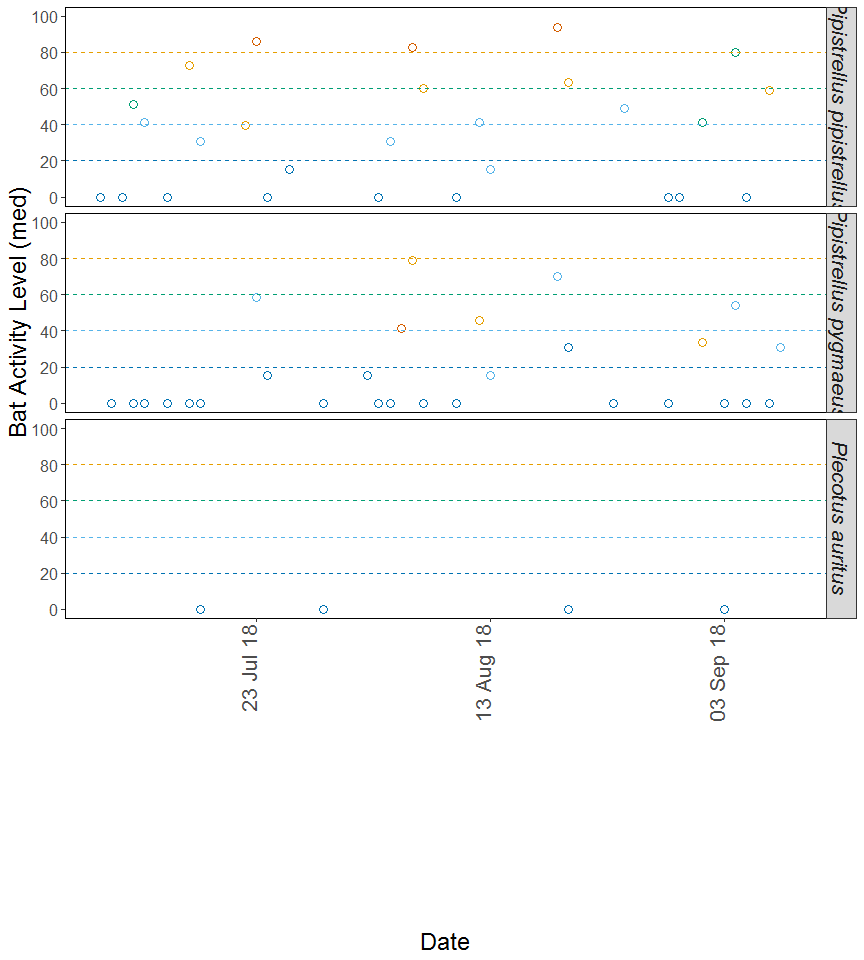 Bat Activity Level (med)
100
80
60
40
20
0
Pipistrellus pipistrellus
100
80
60
40
20
0
Pipistrellus pygmaeus
100
80
60
40
20
0
Plecotus auritus
23 Jul 18
13 Aug 18
03 Sep 18
Date